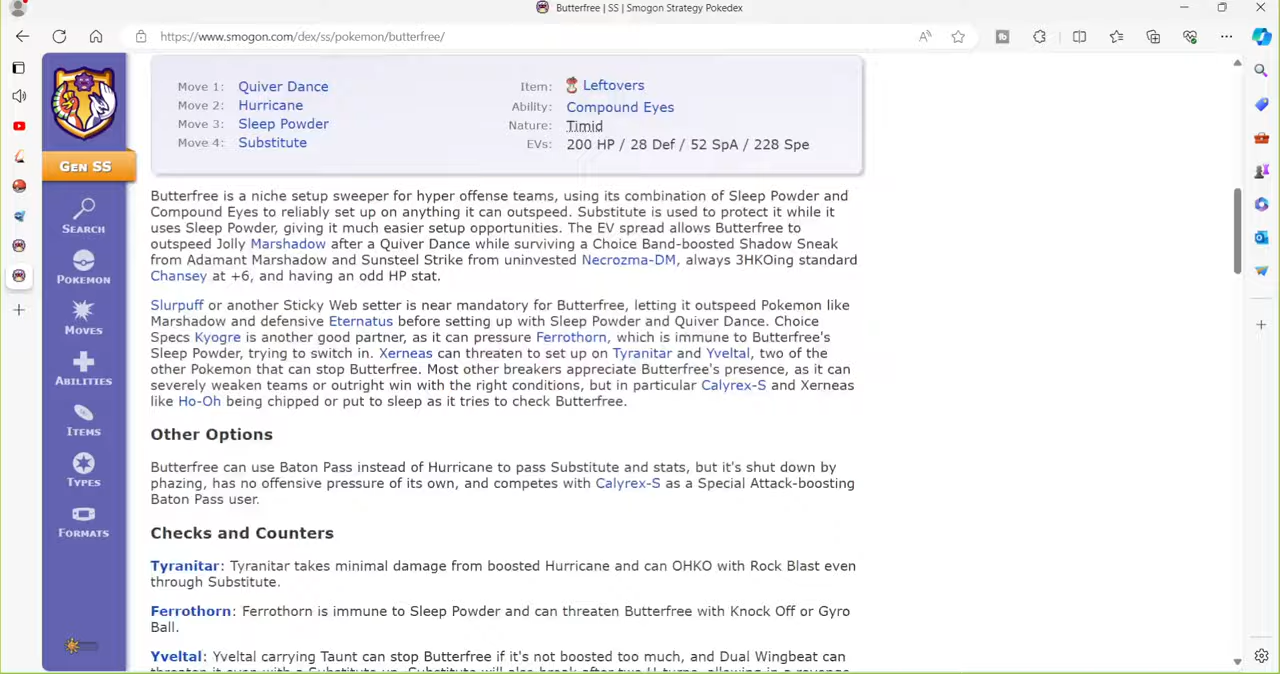 Butterfree | SS | Smogon Strategy Pokedex
https://www.smogon.com/dex/ss/pokemon/butterfree/
GEN SS
SEARCH
POKEMON
MOVES
ABILITIES
ITEMS
TYPES
FORMATS
Move 1: Quiver Dance
Move 2: Hurricane
Move 3: Sleep Powder
Move 4: Substitute
Item: Leftovers
Ability: Compound Eyes
Nature: Timid
EVs: 200 HP / 28 Def / 52 SpA / 228 Spe
Butterfree is a niche setup sweeper for hyper offense teams, using its combination of Sleep Powder and
Compound Eyes to reliably set up on anything it can outspeed. Substitute is used to protect it while it
uses Sleep Powder, giving it much easier setup opportunities. The EV spread allows Butterfree to
outspeed Jolly Marshadow after a Quiver Dance while surviving a Choice Band-boosted Shadow Sneak
from Adamant Marshadow and Sunsteel Strike from uninvested Necrozma-DM, always 3HKOing standard
Chansey at +6, and having an odd HP stat.
Slurpuff or another Sticky Web setter is near mandatory for Butterfree, letting it outspeed Pokemon like
Marshadow and defensive Eternatus before setting up with Sleep Powder and Quiver Dance. Choice
Specs Kyogre is another good partner, as it can pressure Ferrothorn, which is immune to Butterfree's
Sleep Powder, trying to switch in. Xerneas can threaten to set up on Tyranitar and Yveltal, two of the
other Pokemon that can stop Butterfree. Most other breakers appreciate Butterfree's presence, as it can
severely weaken teams or outright win with the right conditions, but in particular Calyrex-S and Xerneas
like Ho-Oh being chipped or put to sleep as it tries to check Butterfree.
Other Options
Butterfree can use Baton Pass instead of Hurricane to pass Substitute and stats, but it's shut down by
phazing, has no offensive pressure of its own, and competes with Calyrex-S as a Special Attack-boosting
Baton Pass user.
Checks and Counters
Tyranitar: Tyranitar takes minimal damage from boosted Hurricane and can OHKO with Rock Blast even
through Substitute.
Ferrothorn: Ferrothorn is immune to Sleep Powder and can threaten Butterfree with Knock Off or Gyro
Ball.
Yveltal: Yveltal carrying Taunt can stop Butterfree if it's not boosted too much, and Dual Wingbeat can
threaten it even with a Substitute up. Substitute will also break after two U-turns, allowing in a revenge